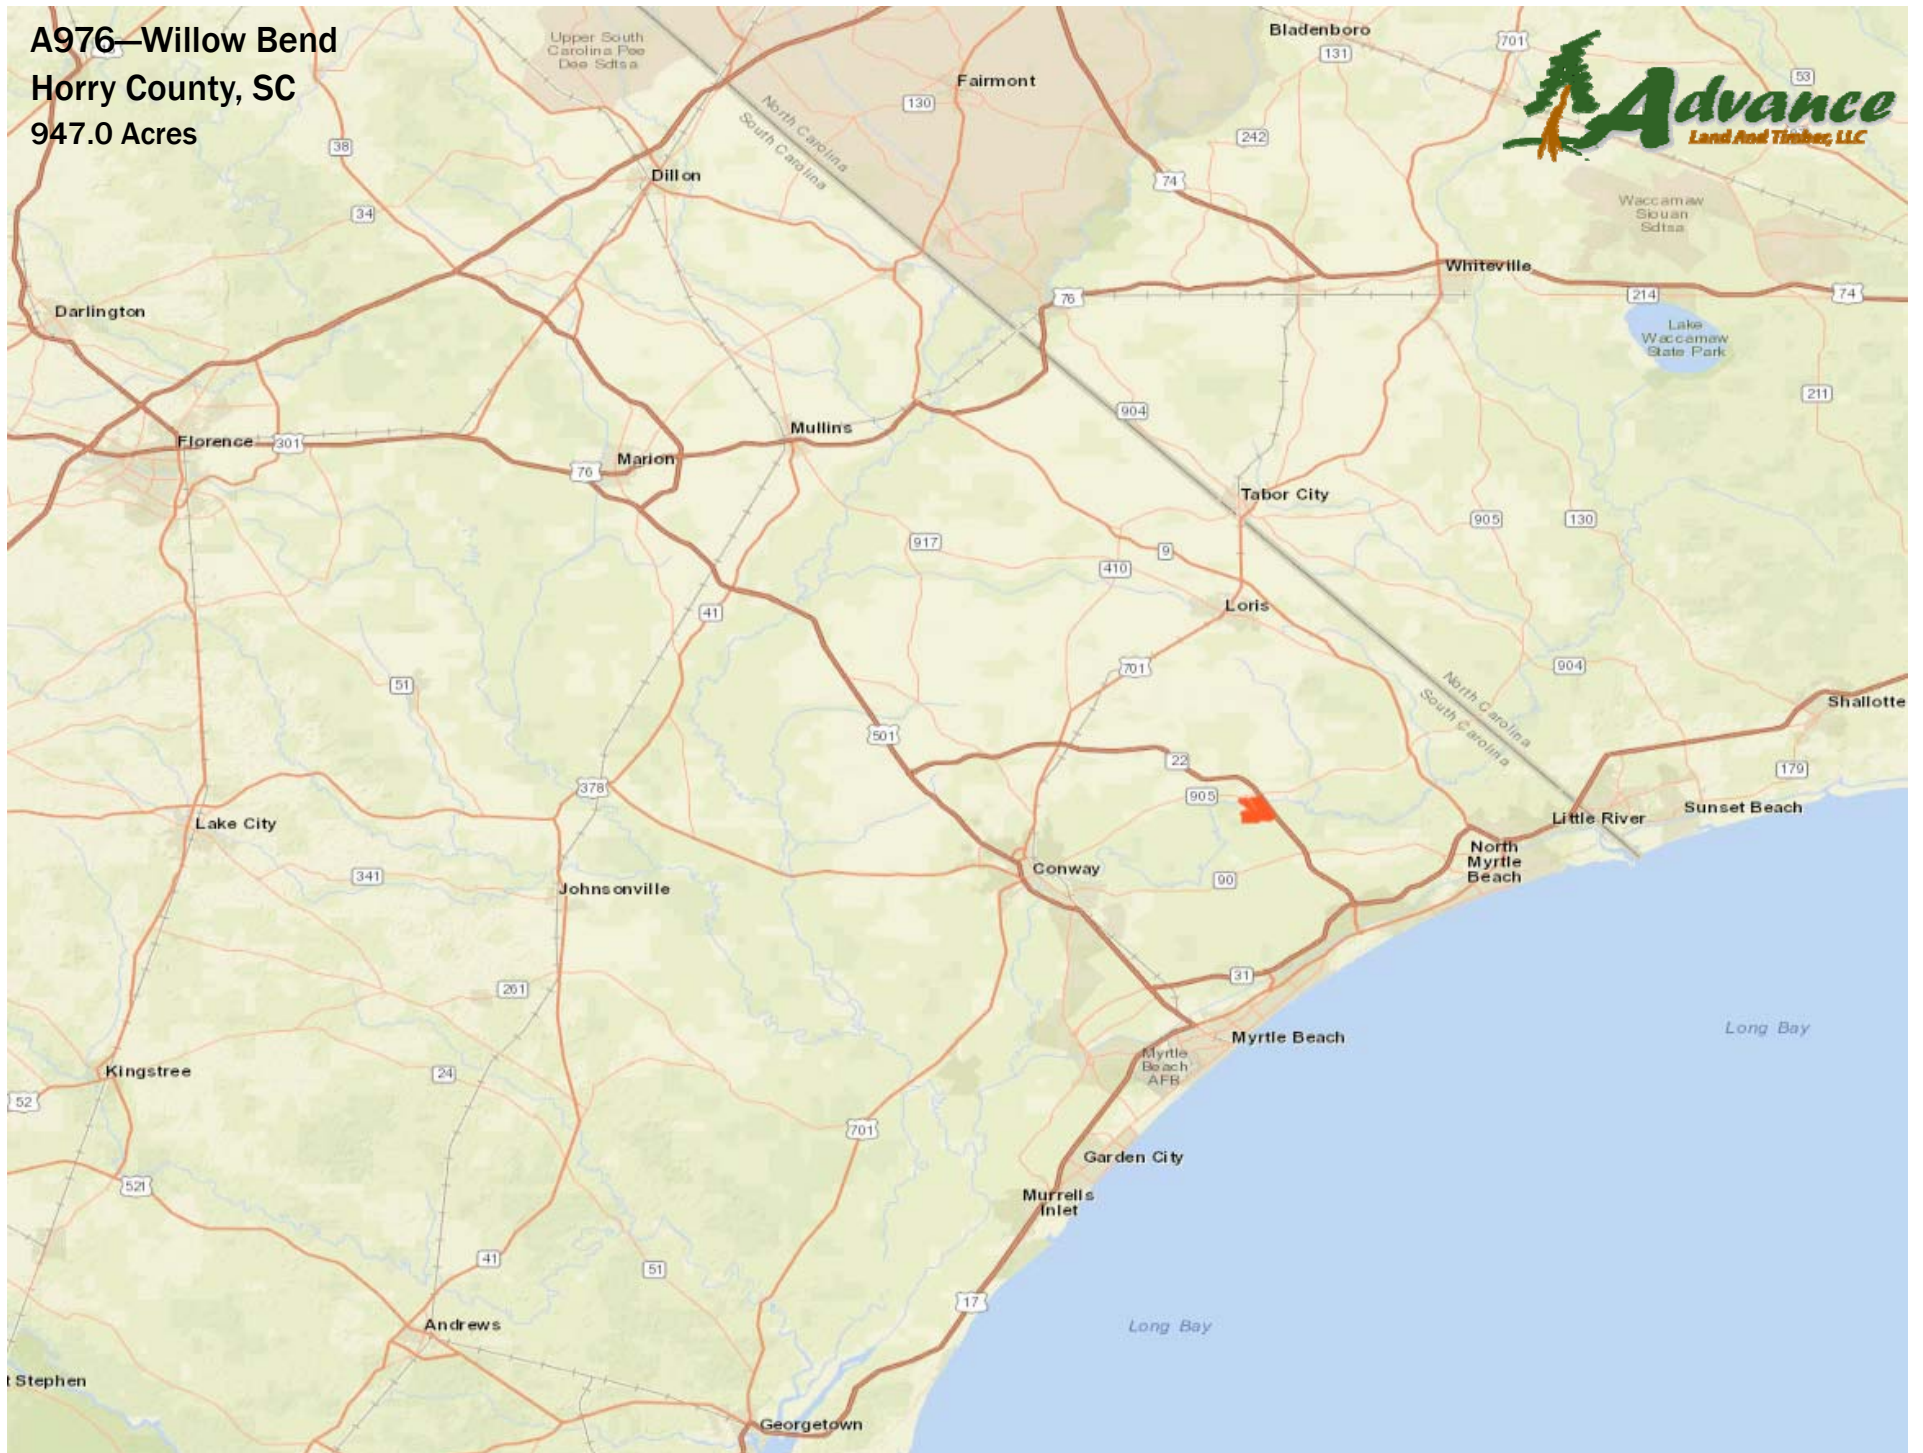 A976—Willow Bend
Horry County, SC
947.0 Acres
Advance
Land And Timber, LLC
Upper South
Carolina Pee
Dee Sdtsa
Bladenboro
131
701
53
Fairmont
130
North Carolina
South Carolina
242
38
Dillon
74
34
Waccamaw
Siouan
Sdtsa
Whiteville
76
214
74
Darlington
Lake
Waccamaw
State Park
211
904
Florence
301
Mullins
Marion
76
Tabor City
905
130
917
9
410
41
Loris
701
904
51
North Carolina
South Carolina
Shallotte
501
22
179
378
905
Sunset Beach
Little River
Lake City
North
Myrtle
Beach
Conway
341
90
Johnsonville
31
261
Long Bay
Myrtle Beach
Myrtle
Beach
AFB
Kingstree
24
52
701
Garden City
521
Murrells
Inlet
41
51
17
Long Bay
Andrews
t Stephen
Georgetown